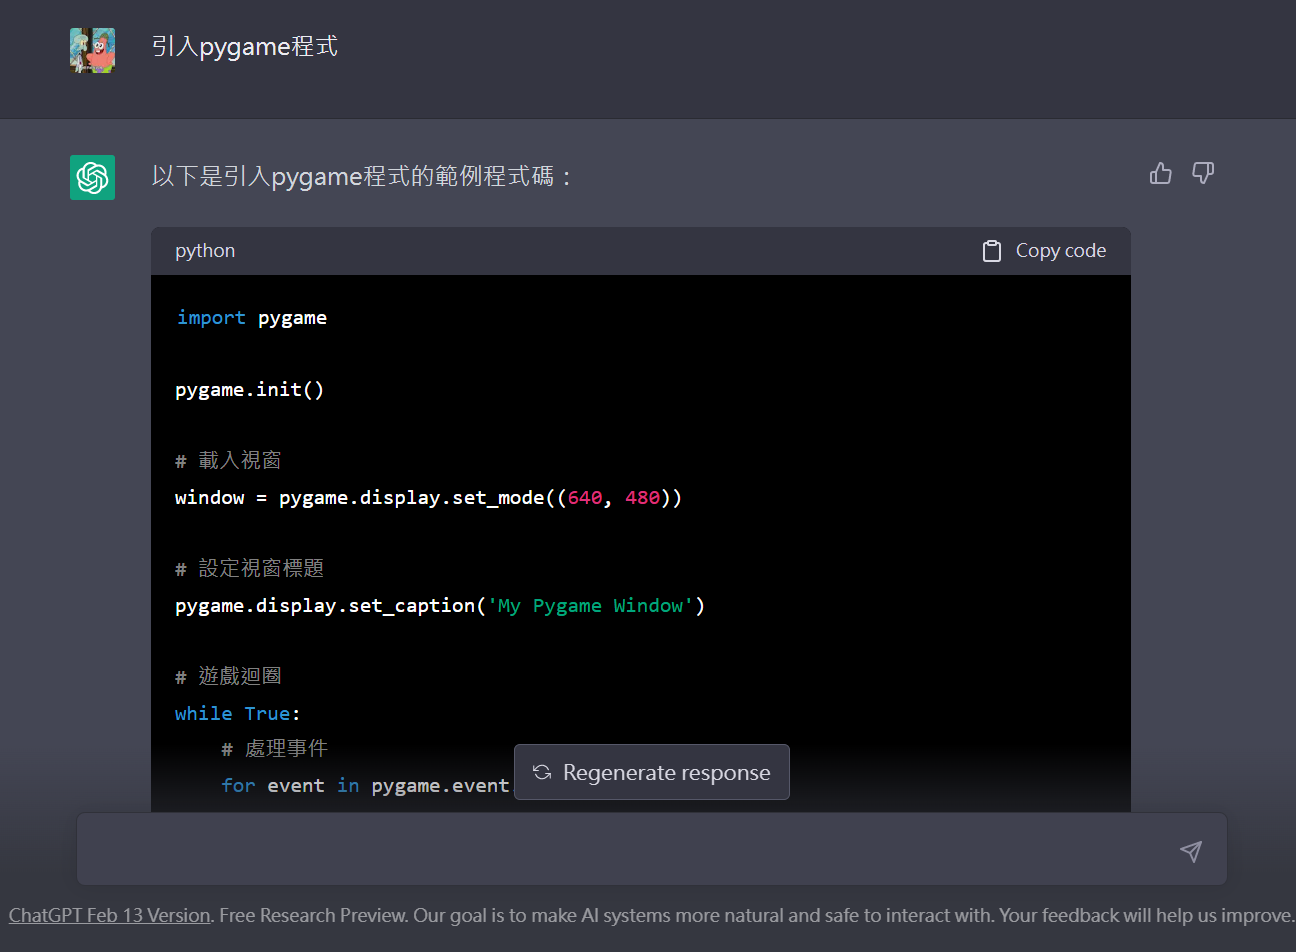 引入pygame程式
以下是引入pygame程式的範例程式碼：
python
Copy code
import pygame
pygame.init()
# 載入視窗
window = pygame.display.set_mode((640, 480))
# 設定視窗標題
pygame.display.set_caption('My Pygame Window')
# 遊戲迴圈
while True:
# 處理事件
for event in pygame.event
Regenerate response
ChatGPT Feb 13 Version. Free Research Preview. Our goal is to make AI systems more natural and safe to interact with. Your feedback will help us improve.